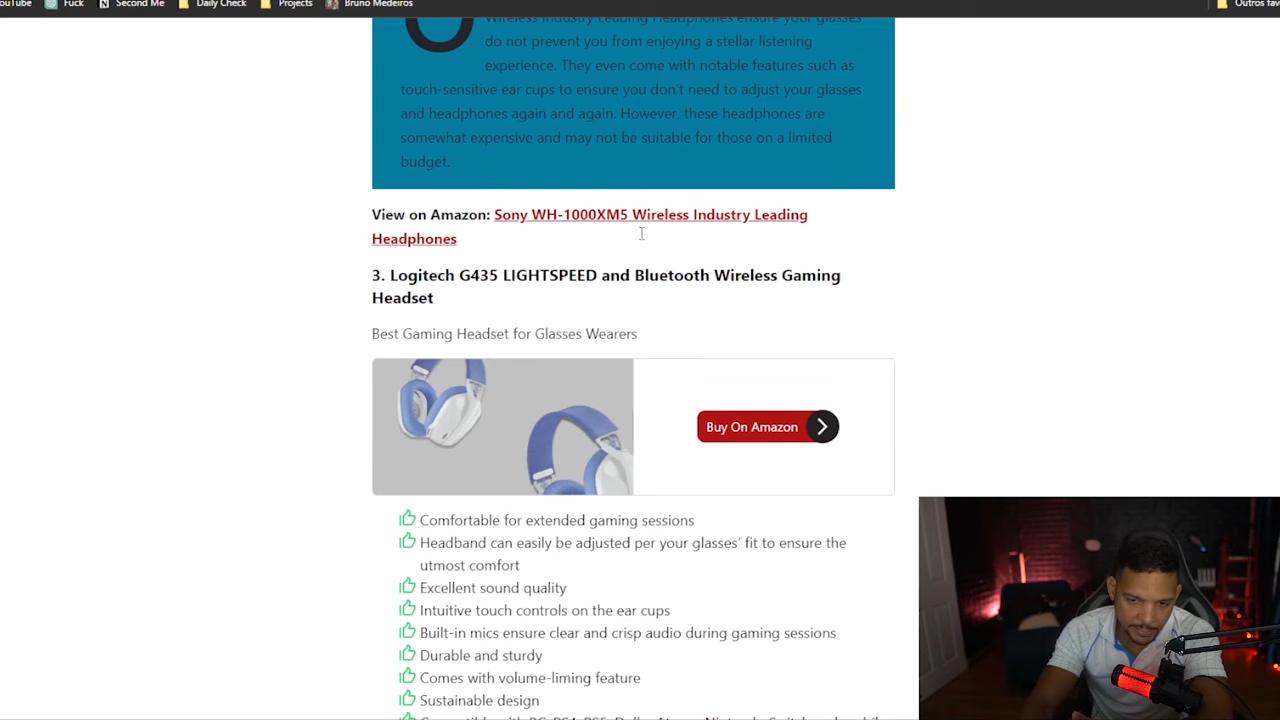 YouTube Fuck Second Me Daily Check Projects Bruno Medeiros Outros fav
Wireless Industry Leading Headphones ensure your glasses
do not prevent you from enjoying a stellar listening
experience. They even come with notable features such as
touch-sensitive ear cups to ensure you don't need to adjust your glasses
and headphones again and again. However, these headphones are
somewhat expensive and may not be suitable for those on a limited
budget.
View on Amazon: Sony WH-1000XM5 Wireless Industry Leading
Headphones
3. Logitech G435 LIGHTSPEED and Bluetooth Wireless Gaming
Headset
Best Gaming Headset for Glasses Wearers
Buy On Amazon
Comfortable for extended gaming sessions
Headband can easily be adjusted per your glasses' fit to ensure the
utmost comfort
Excellent sound quality
Intuitive touch controls on the ear cups
Built-in mics ensure clear and crisp audio during gaming sessions
Durable and sturdy
Comes with volume-liming feature
Sustainable design